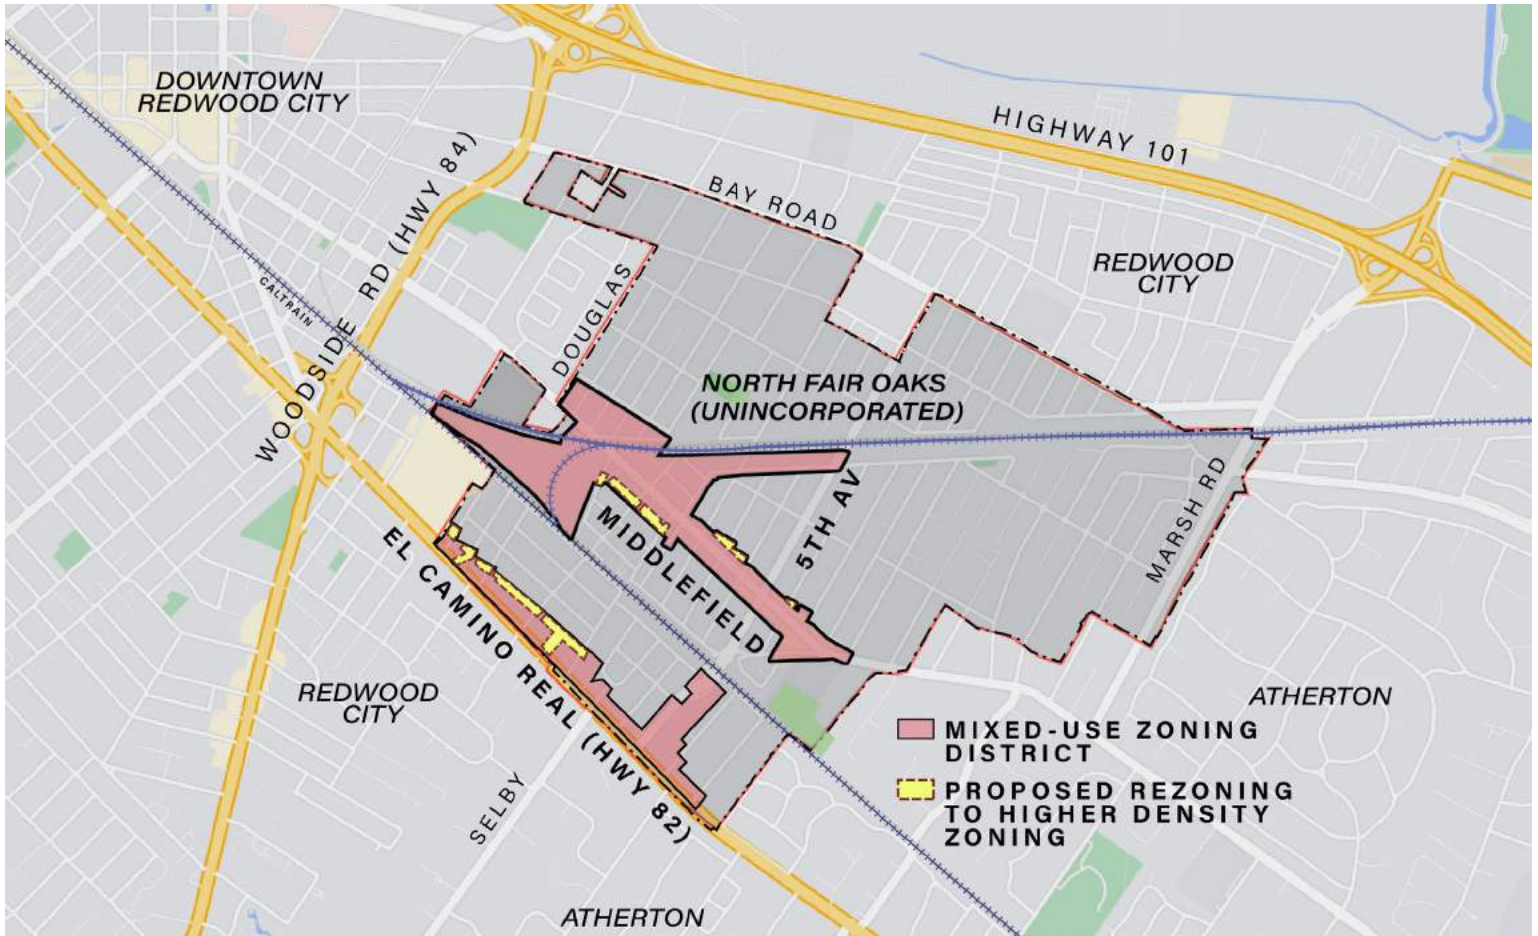 DOWNTOWN
REDWOOD CITY
HIGHWAY 101
WOODSIDE RD (HWY 84)
BAY ROAD
REDWOOD
CITY
CALTRAIN
DOUGLAS
NORTH FAIR OAKS
(UNINCORPORATED)
5TH AV
MARSH RD
MIDDLEFIELD
EL CAMINO REAL (HWY 82)
REDWOOD
CITY
SELBY
ATHERTON
ATHERTON
MIXED-USE ZONING
DISTRICT
PROPOSED REZONING
TO HIGHER DENSITY
ZONING